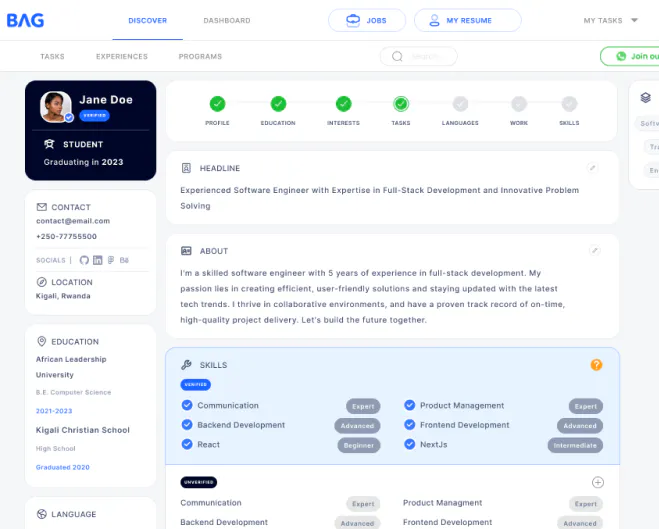 BAG
DISCOVER
DASHBOARD
JOBS
MY RESUME
MY TASKS
TASKS
EXPERIENCES
PROGRAMS
Search
Join ou
Jane Doe
VERIFIED
STUDENT
Graduating in 2023
PROFILE
EDUCATION
INTERESTS
TASKS
LANGUAGES
WORK
SKILLS
CONTACT
contact@email.com
+250-77755500
SOCIALS |
Bē
LOCATION
Kigali, Rwanda
EDUCATION
African Leadership
University
B.E. Computer Science
2021-2023
Kigali Christian School
High School
Graduated 2020
LANGUAGE
HEADLINE
Experienced Software Engineer with Expertise in Full-Stack Development and Innovative Problem
Solving
ABOUT
I'm a skilled software engineer with 5 years of experience in full-stack development. My
passion lies in creating efficient, user-friendly solutions and staying updated with the latest
tech trends. I thrive in collaborative environments, and have a proven track record of on-time,
high-quality project delivery. Let's build the future together.
SKILLS
?
VERIFIED
Communication Expert
Product Management Expert
Backend Development Advanced
Frontend Development Advanced
React Beginner
NextJs Intermediate
UNVERIFIED
Communication Expert
Product Managment Expert
Backend Development Advanced
Frontend Development Advanced
Softw
Tr
En